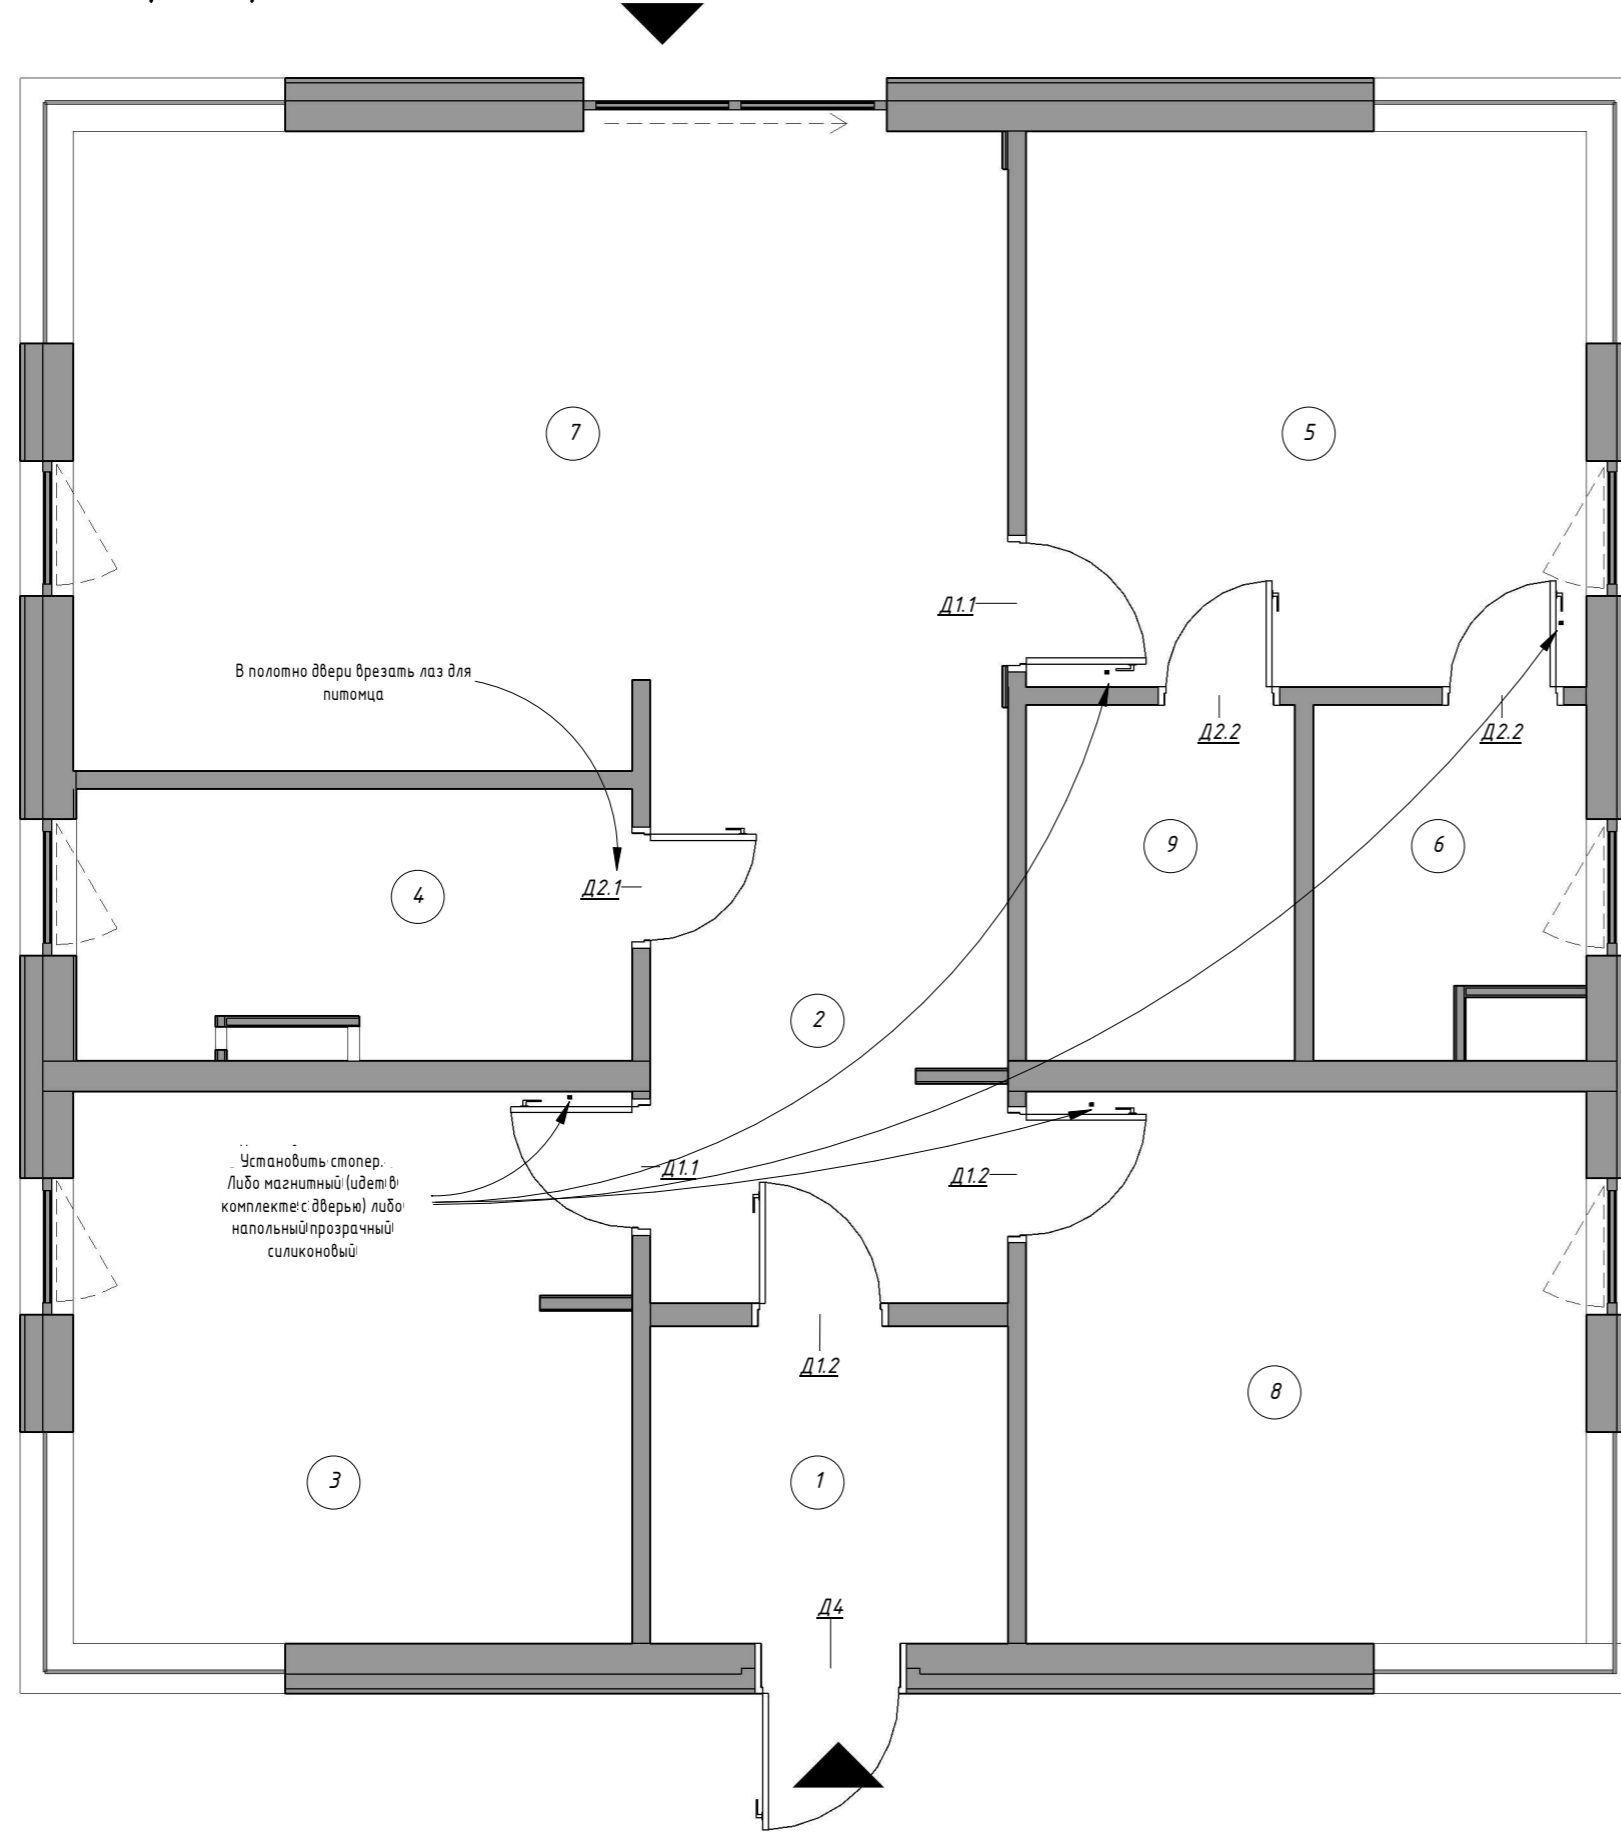 7
5
Д1.1
В полотно двери врезать лаз для
питомца
Д2.2
Д2.2
9
6
4
Д2.1
2
Установить стопер.
Либо магнитный (идет в
комплекте с дверью) либо
напольный прозрачный
силиконовый
Д1.1
Д1.2
Д1.2
8
3
1
Д4